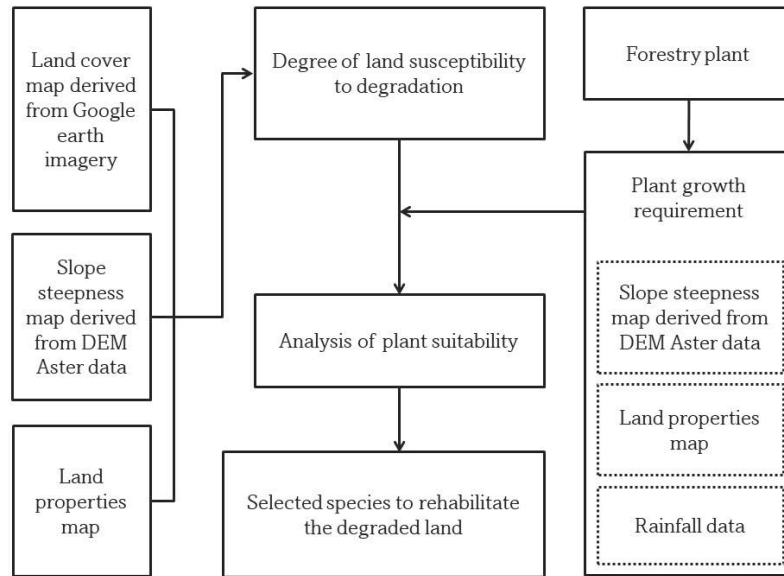 Land cover
map derived
from Google
earth
imagery
Slope
steepness
map derived
from DEM
Aster data
Land
properties
map
Degree of land susceptibility
to degradation
Analysis of plant suitability
Selected species to rehabilitate
the degraded land
Forestry plant
Plant growth
requirement
Slope steepness
map derived from
DEM Aster data
Land properties
map
Rainfall data